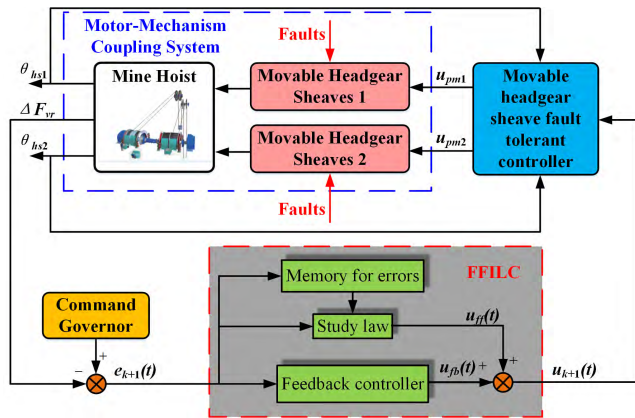 Motor-Mechanism
Coupling System
Faults
θhs1
Mine Hoist
Movable Headgear
Sheaves 1
upm1
Movable
headgear
sheave fault
tolerant
controller
ΔFvr
θhs2
Movable Headgear
Sheaves 2
upm2
Faults
FFILC
Memory for errors
Study law
uff(t)
Command
Governor
+
−
ek+1(t)
Feedback controller
ufb(t) +
+
uk+1(t)